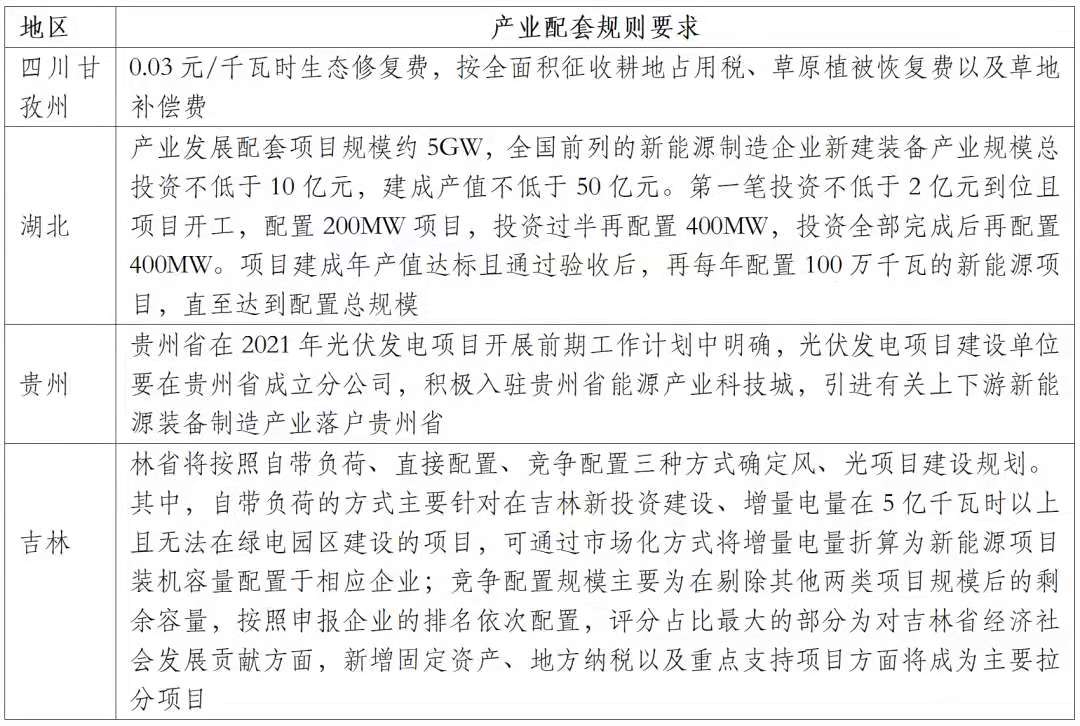 地区
产业配套规则要求
四川甘
孜州
0.03元/千瓦时生态修复费，按全面积征收耕地占用税、草原植被恢复费以及草地
补偿费
湖北
产业发展配套项目规模约5GW，全国前列的新能源制造企业新建装备产业规模总
投资不低于10亿元，建成产值不低于50亿元。第一笔投资不低于2亿元到位且
项目开工，配置200MW项目，投资过半再配置400MW，投资全部完成后再配置
400MW。项目建成年产值达标且通过验收后，再每年配置100万千瓦的新能源项
目，直至达到配置总规模
贵州
贵州省在2021年光伏发电项目开展前期工作计划中明确，光伏发电项目建设单位
要在贵州省成立分公司，积极入驻贵州省能源产业科技城，引进有关上下游新能
源装备制造产业落户贵州省
吉林
林省将按照自带负荷、直接配置、竞争配置三种方式确定风、光项目建设规划。
其中，自带负荷的方式主要针对在吉林新投资建设、增量电量在5亿千瓦时以上
且无法在绿电园区建设的项目，可通过市场化方式将增量电量折算为新能源项目
装机容量配置于相应企业；竞争配置规模主要为在剔除其他两类项目规模后的剩
余容量，按照申报企业的排名依次配置，评分占比最大的部分为对吉林省经济社
会发展贡献方面，新增固定资产、地方纳税以及重点支持项目方面将成为主要拉
分项目